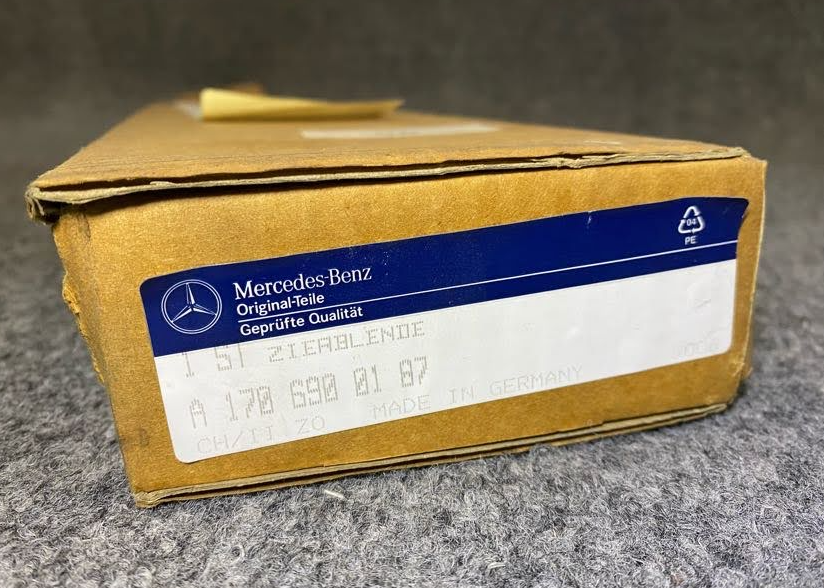 04
PE
Mercedes-Benz
Original-Teile
Geprüfte Qualität
1 ST ZIERBLENDE
A 170 690 01 87
CH/II ZO MADE IN GERMANY